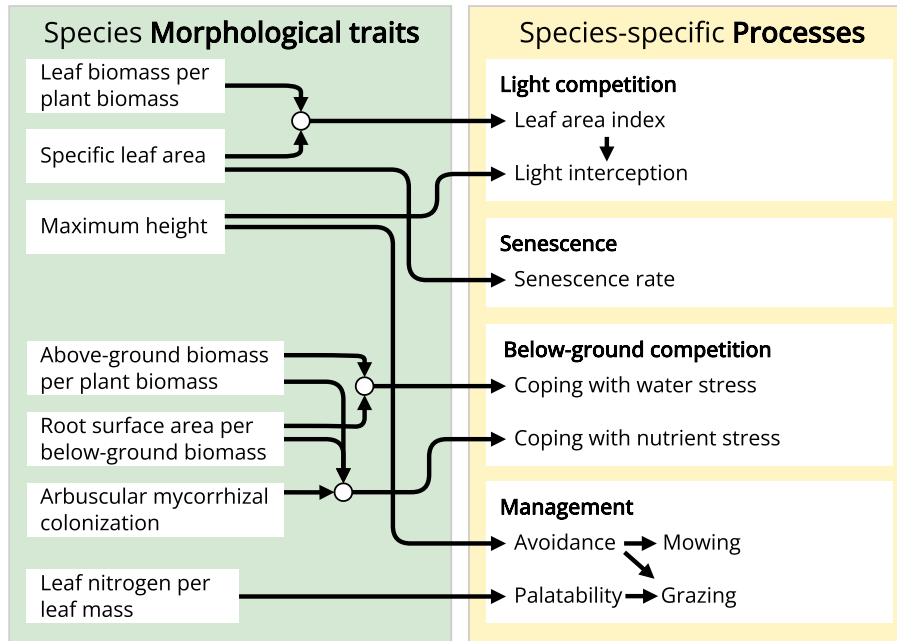 Species Morphological traits
Leaf biomass per
plant biomass
Specific leaf area
Maximum height
Above-ground biomass
per plant biomass
Root surface area per
below-ground biomass
Arbuscular mycorrhizal
colonization
Leaf nitrogen per
leaf mass
Species-specific Processes
Light competition
Leaf area index
Light interception
Senescence
Senescence rate
Below-ground competition
Coping with water stress
Coping with nutrient stress
Management
Avoidance Mowing
Palatability Grazing